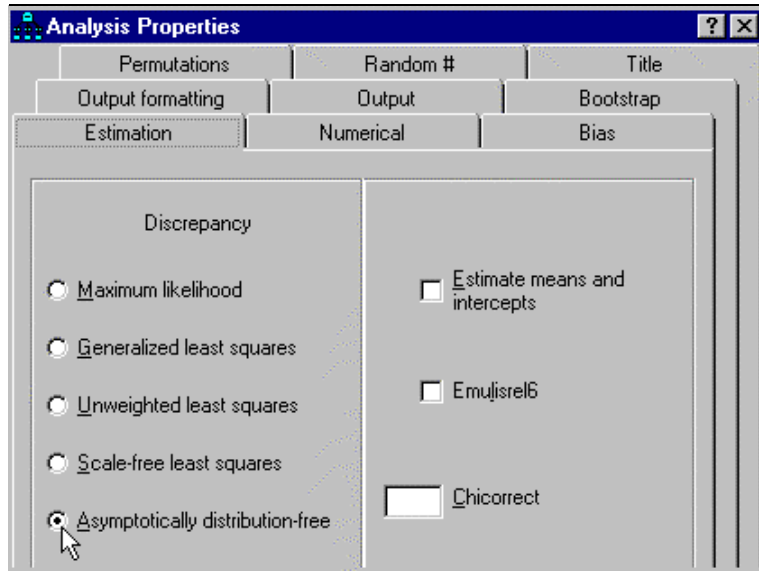 Analysis Properties
Permutations
Random #
Title
Output formatting
Output
Bootstrap
Estimation
Numerical
Bias
Discrepancy
Maximum likelihood
Generalized least squares
Unweighted least squares
Scale-free least squares
Asymptotically distribution-free
Estimate means and
intercepts
Emulisrel6
Chicorrect